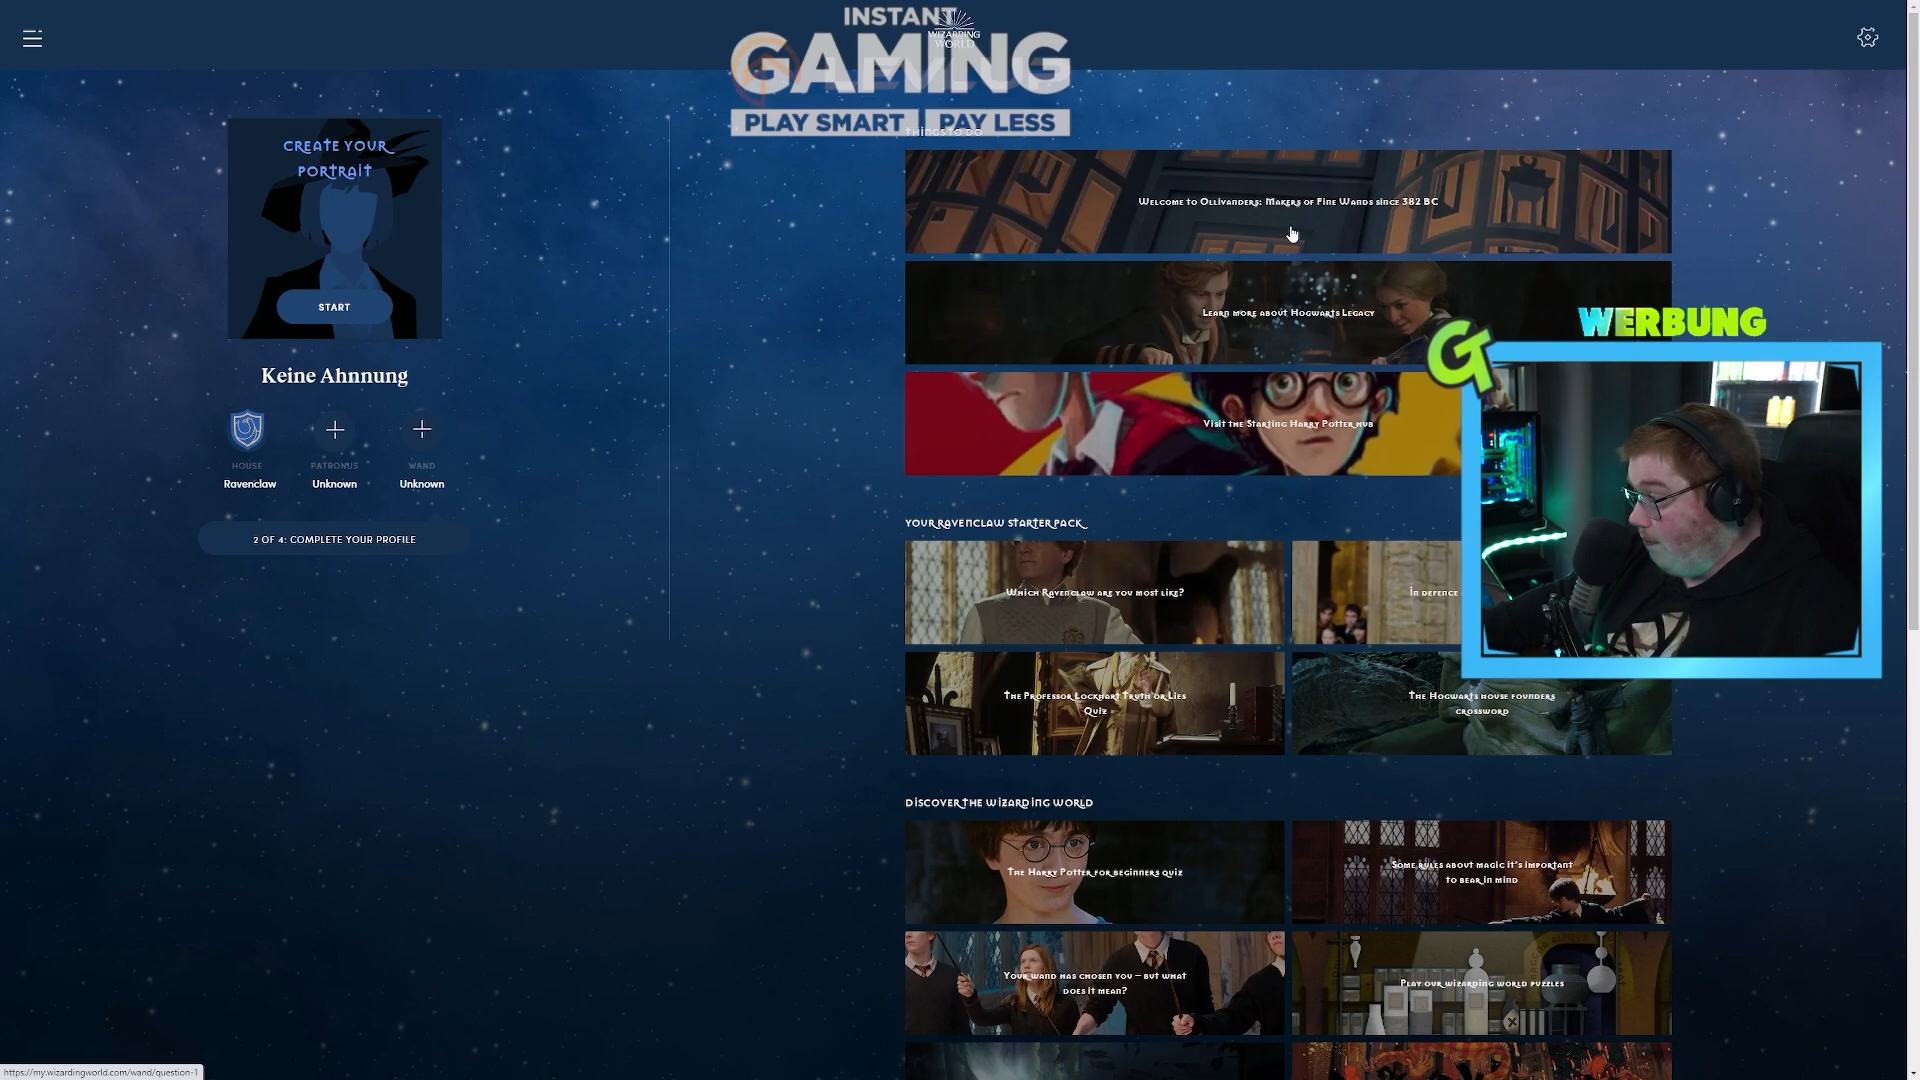 INSTANT
GAMING
PLAY SMART PAY LESS
WIZARDING
WORLD
CREATE YOUR
PORTRAIT
START
Keine Ahnnung
HOUSE
Ravenclaw
PATRONUS
Unknown
WAND
Unknown
2 OF 4: COMPLETE YOUR PROFILE
THINGS TO DO
Welcome to Ollivanders: Makers of Fine Wands since 382 BC
Learn more about Hogwarts Legacy
Visit the Starting Harry Potter hub
WERBUNG
G
YOUR RAVENCLAW STARTER PACK
Which Ravenclaw are you most like?
In defence
The Professor Lockhart Truth or Lies
Quiz
The Hogwarts house founders
crossword
DISCOVER THE WIZARDING WORLD
The Harry Potter for beginners quiz
Some rules about magic it's important
to bear in mind
Your wand has chosen you – but what
does it mean?
Play our wizarding world puzzles
https://my.wizardingworld.com/wand/question-1